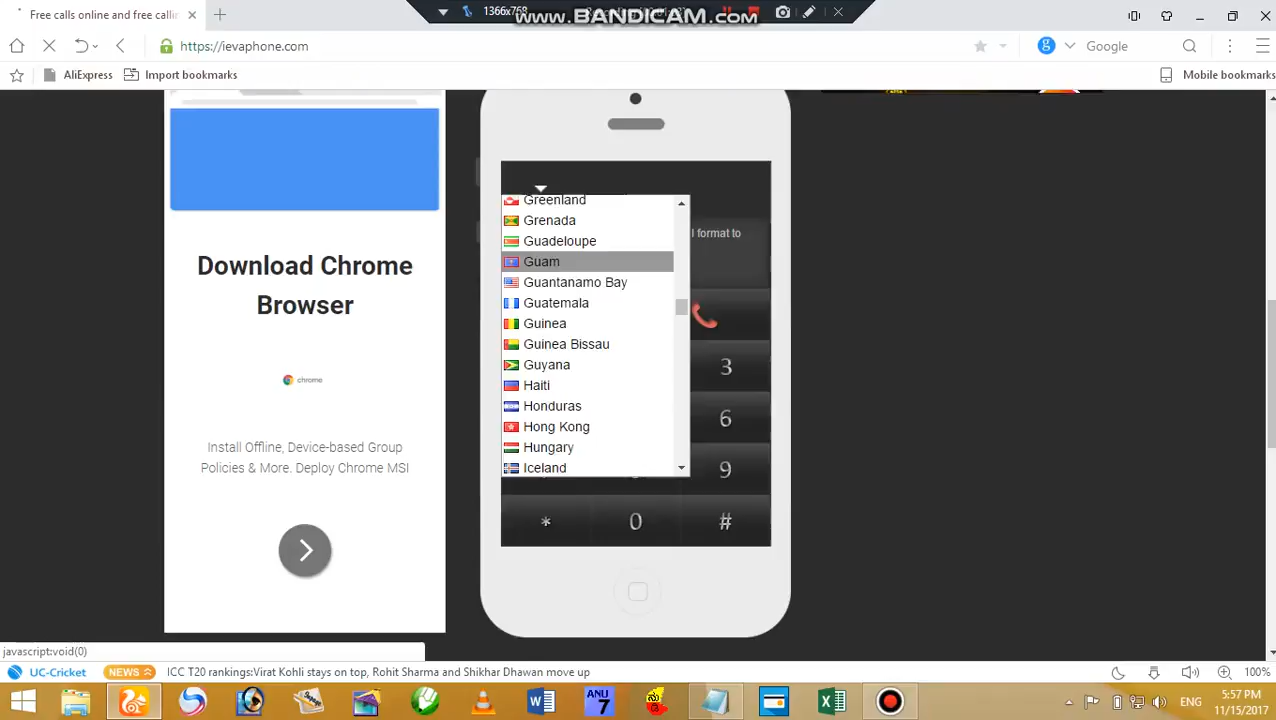 Free calls online and free callin
1366x768
www.BANDICAM.com
https://ievaphone.com
Google
AliExpress
Import bookmarks
Mobile bookmarks
Download Chrome
Browser
chrome
Install Offline, Device-based Group
Policies & More. Deploy Chrome MSI
Greenland
Grenada
Guadeloupe
Guam
Guantanamo Bay
Guatemala
Guinea
Guinea Bissau
Guyana
Haiti
Honduras
Hong Kong
Hungary
Iceland
l format to
3
6
9
* 0 #
javascript:void(0)
UC-Cricket
NEWS
ICC T20 rankings:Virat Kohli stays on top, Rohit Sharma and Shikhar Dhawan move up
100%
ANU
7
ENG
5:57 PM
11/15/2017